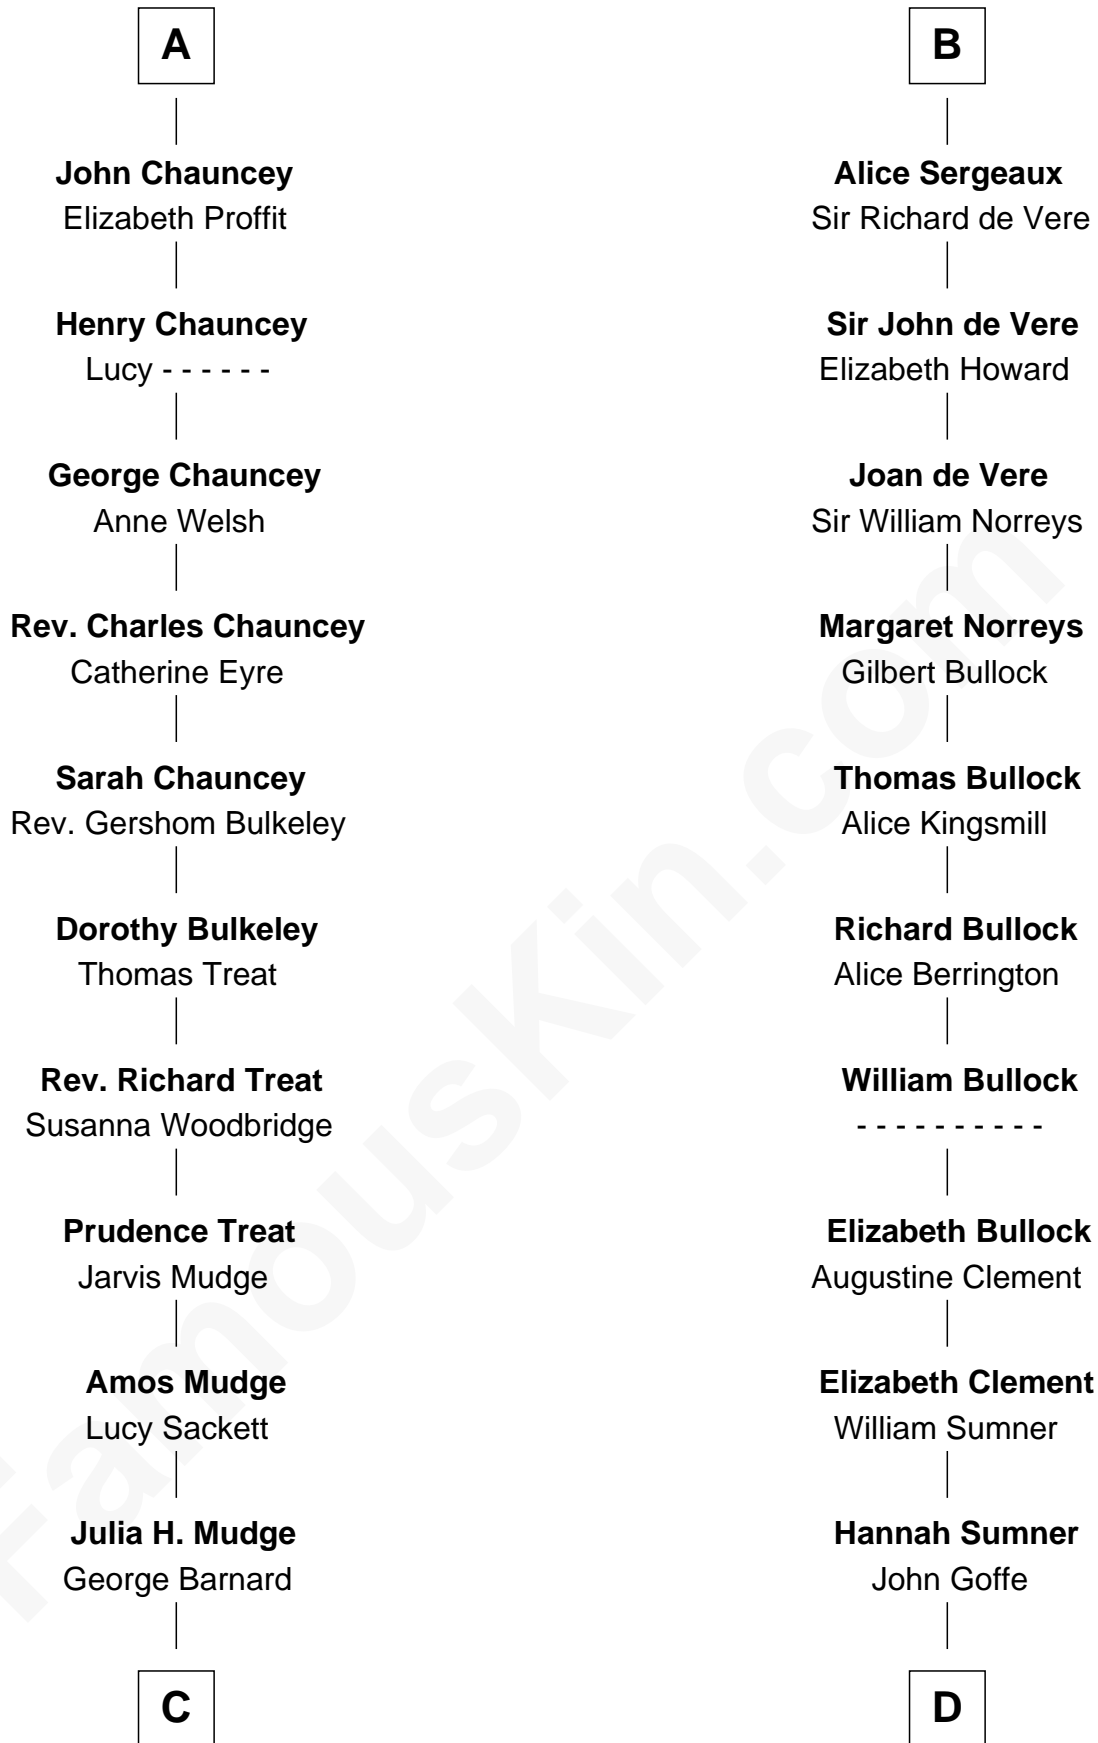 A
John Chauncey
Elizabeth Proffit
Henry Chauncey
Lucy - - - - - -
George Chauncey
Anne Welsh
Rev. Charles Chauncey
Catherine Eyre
Sarah Chauncey
Rev. Gershom Bulkeley
Dorothy Bulkeley
Thomas Treat
Rev. Richard Treat
Susanna Woodbridge
Prudence Treat
Jarvis Mudge
Amos Mudge
Lucy Sackett
Julia H. Mudge
George Barnard
C
B
Alice Sergeaux
Sir Richard de Vere
Sir John de Vere
Elizabeth Howard
Joan de Vere
Sir William Norreys
Margaret Norreys
Gilbert Bullock
Thomas Bullock
Alice Kingsmill
Richard Bullock
Alice Berrington
William Bullock
- - - - - - - - - -
Elizabeth Bullock
Augustine Clement
Elizabeth Clement
William Sumner
Hannah Sumner
John Goffe
D
FamousKin.com